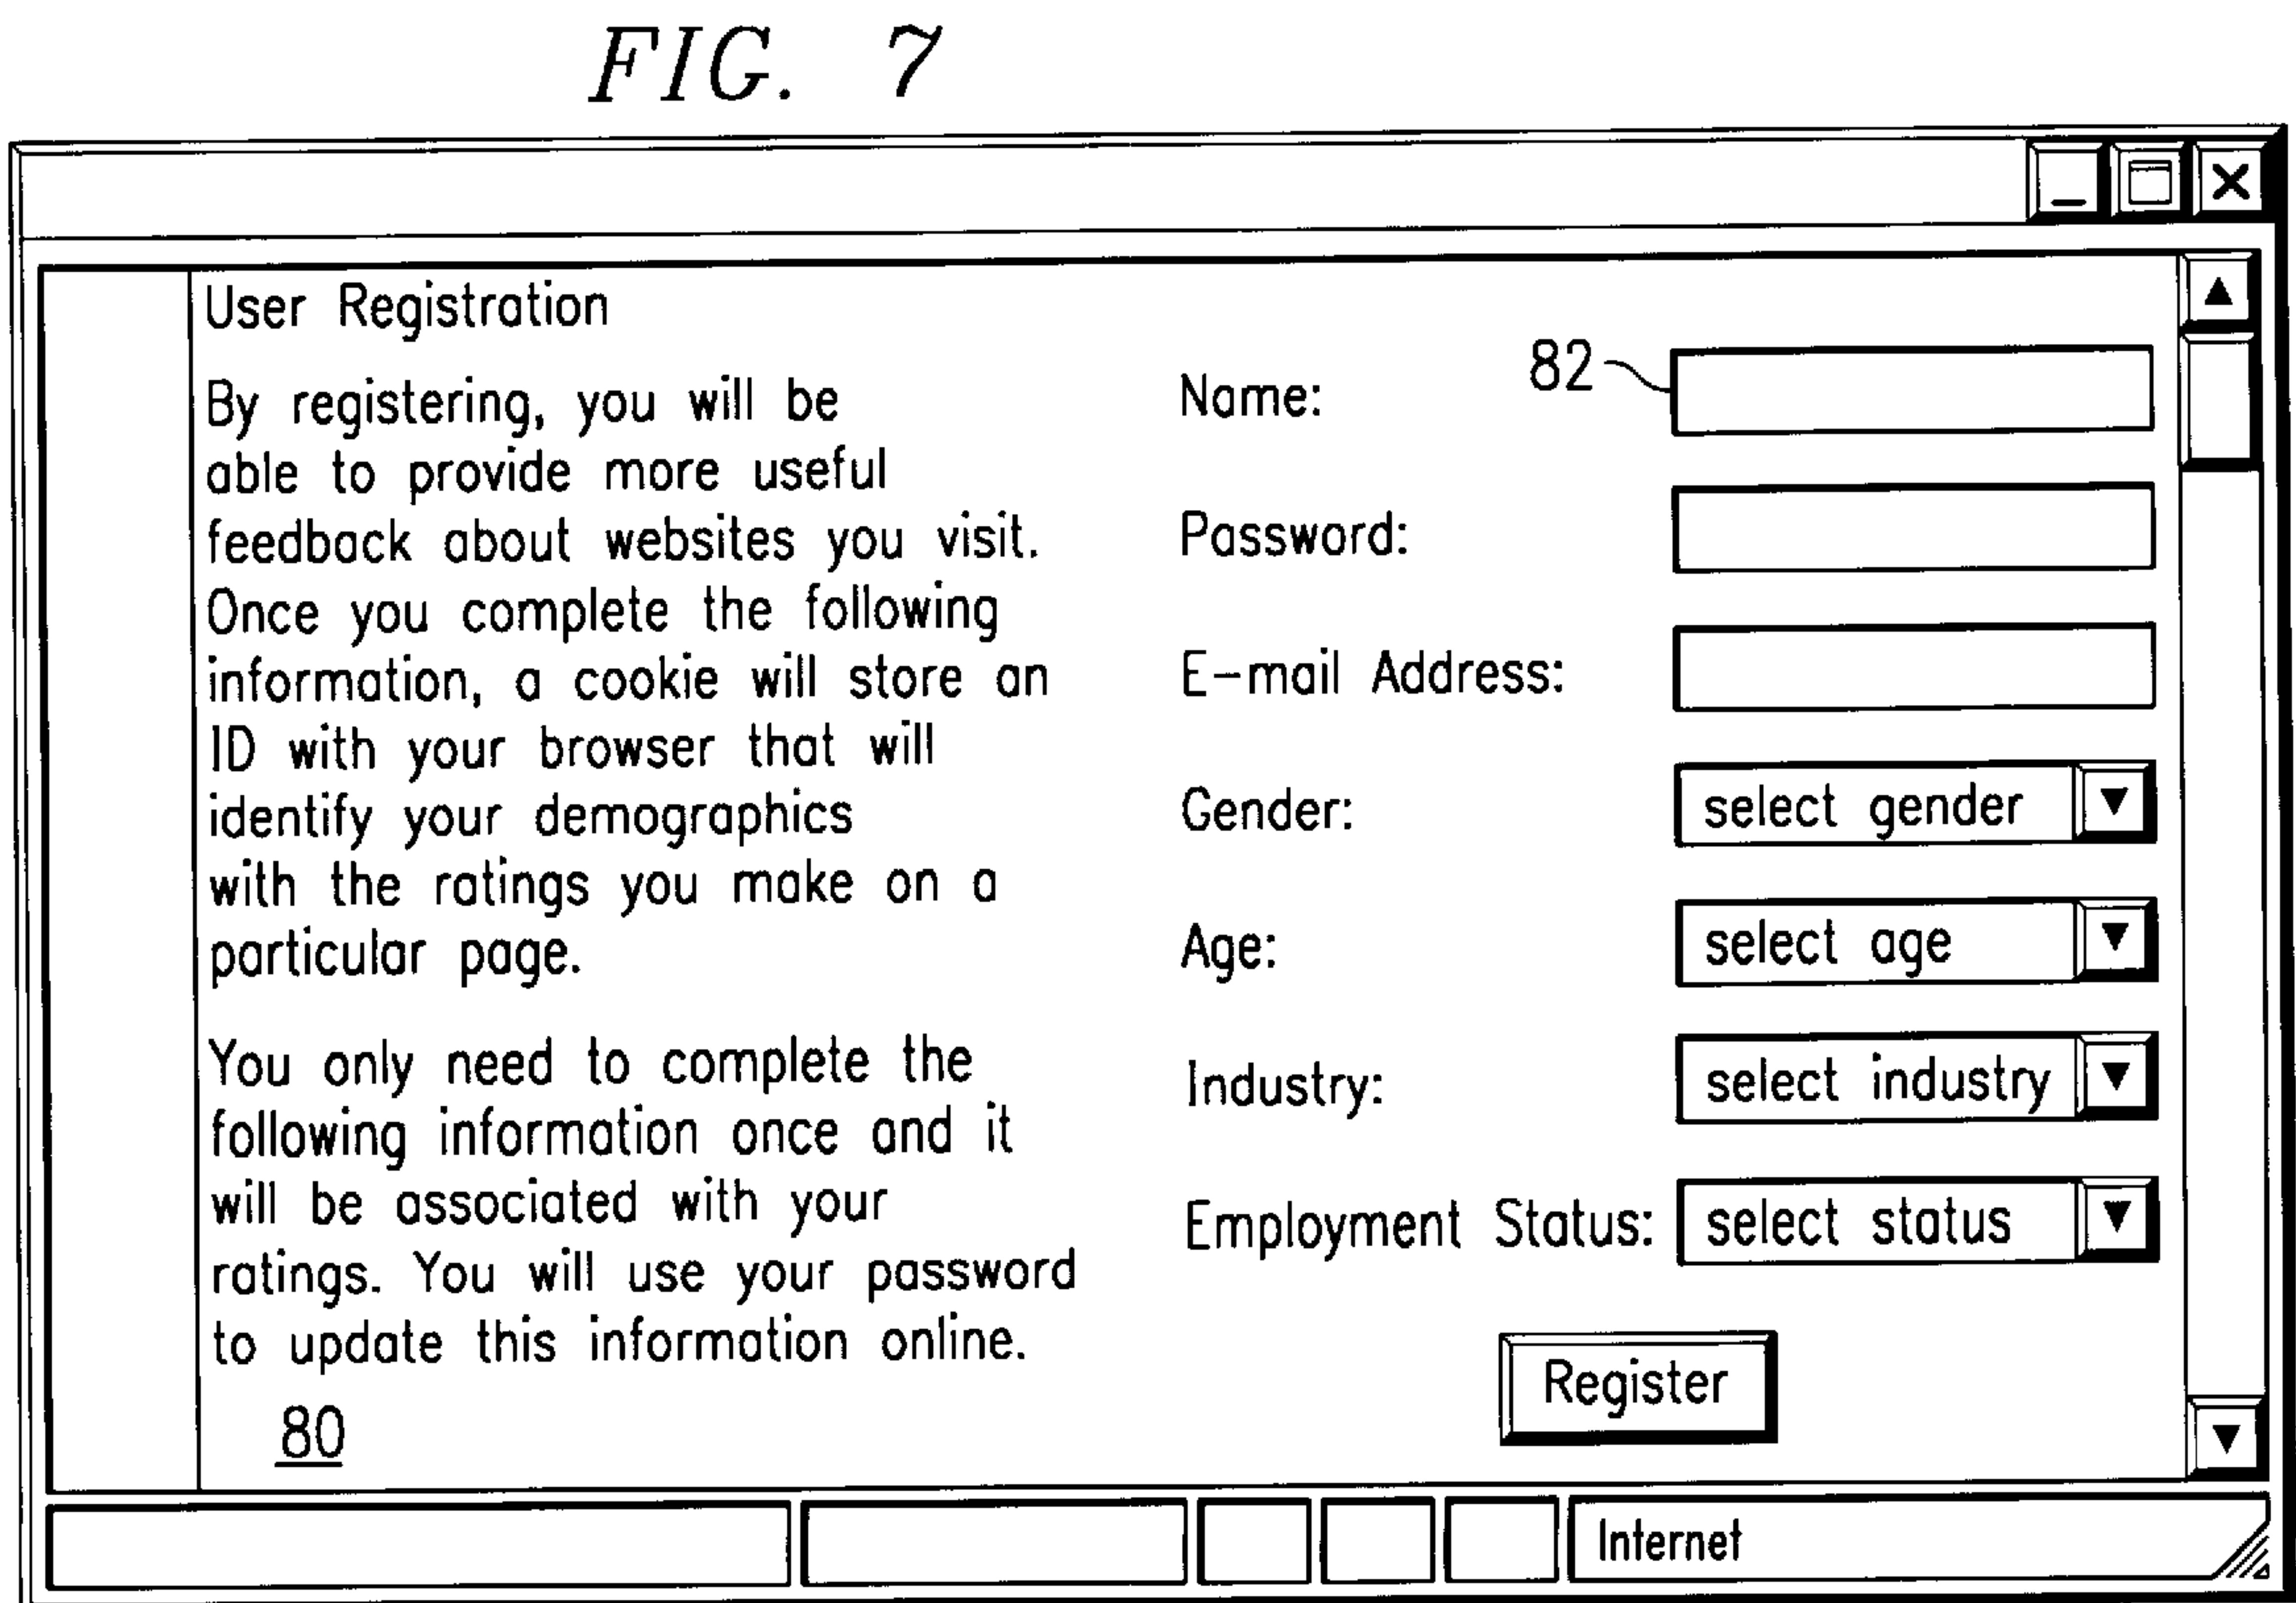 FIG. 7
User Registration
By registering, you will be
able to provide more useful
feedback about websites you visit.
Once you complete the following
information, a cookie will store an
ID with your browser that will
identify your demographics
with the ratings you make on a
particular page.
You only need to complete the
following information once and it
will be associated with your
ratings. You will use your password
to update this information online.
80
Name:
82
Password:
E-mail Address:
Gender:
select gender
Age:
select age
Industry:
select industry
Employment Status:
select status
Register
Internet